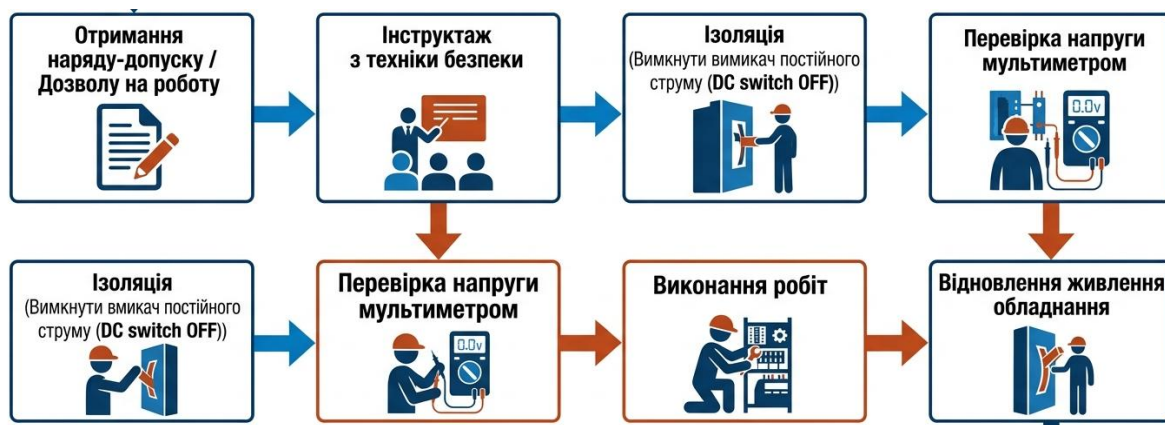 Отримання
наряду-допуску /
Дозволу на роботу
Інструктаж
з техніки безпеки
Ізоляція
(Вимкнути вимикач постійного
струму (DC switch OFF))
Перевірка напруги
мультиметром
0.0v
Ізоляція
(Вимкнути вмикач постійного
струму (DC switch OFF))
Перевірка напруги
мультиметром
0.0v
Виконання робіт
Відновлення живлення
обладнання